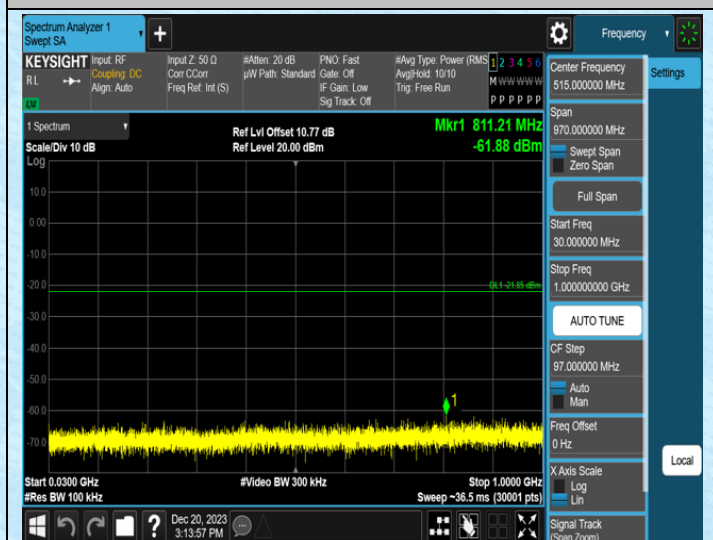 Spectrum Analyzer 1
Swept SA
+
Frequency
KEYSIGHT
R L
LXI
Input: RF
Coupling: DC
Align: Auto
Input Z: 50 Ω
Corr CCorr
Freq Ref: Int (S)
#Atten: 20 dB
µW Path: Standard
PNO: Fast
Gate: Off
IF Gain: Low
Sig Track: Off
#Avg Type: Power (RMS
Avg|Hold: 10/10
Trig: Free Run
1 2 3 4 5 6
M W W W W W
P P P P P P
1 Spectrum
Scale/Div 10 dB
Log
Ref Lvl Offset 10.77 dB
Ref Level 20.00 dBm
Mkr1 811.21 MHz
-61.88 dBm
10.0
0.00
-10.0
-20.0
DL1 -21.85 dBm
-30.0
-40.0
-50.0
-60.0
1
-70.0
Start 0.0300 GHz
#Res BW 100 kHz
#Video BW 300 kHz
Stop 1.0000 GHz
Sweep ~36.5 ms (30001 pts)
?
Dec 20, 2023
3:13:57 PM
Center Frequency
515.000000 MHz
Settings
Span
970.000000 MHz
Swept Span
Zero Span
Full Span
Start Freq
30.000000 MHz
Stop Freq
1.000000000 GHz
AUTO TUNE
CF Step
97.000000 MHz
Auto
Man
Freq Offset
0 Hz
X Axis Scale
Log
Lin
Local
Signal Track
(Span Zoom)